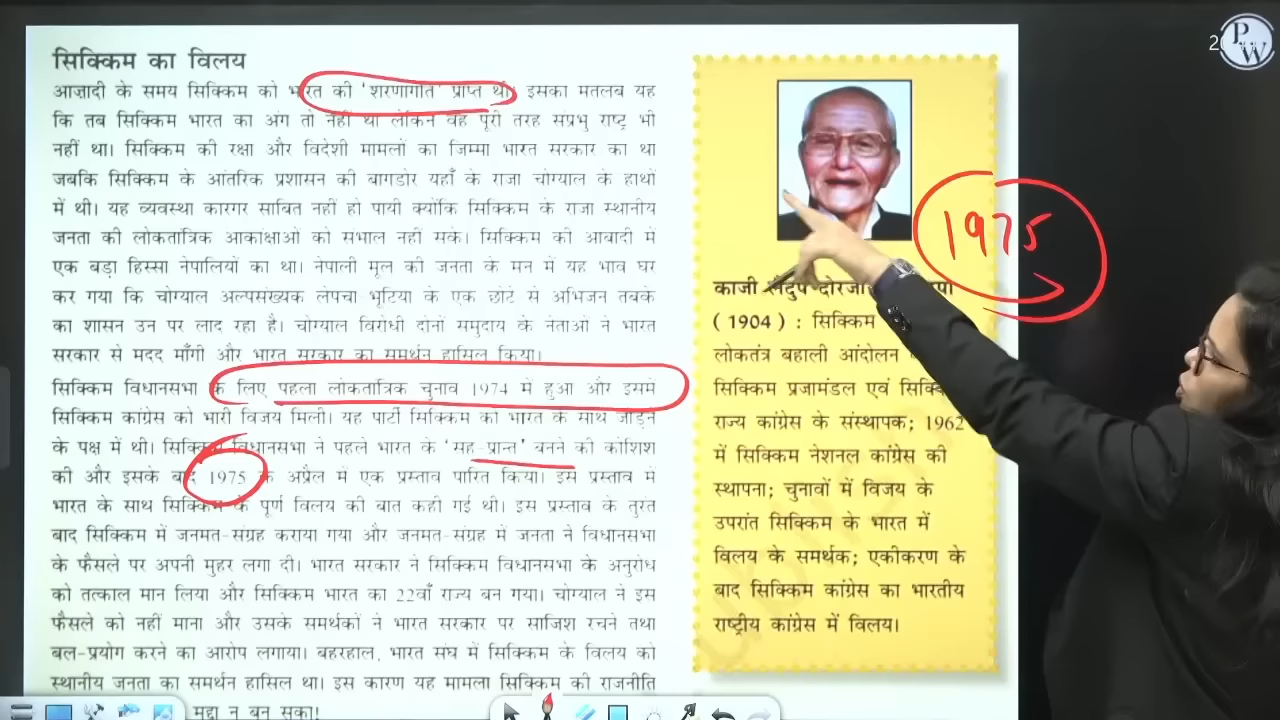 सिक्किम का विलय
आज़ादी के समय सिक्किम को भारत की 'शरणागति' प्राप्त थी। इसका मतलब यह
कि तब सिक्किम भारत का अंग तो नहीं था लेकिन वह पूरी तरह संप्रभु राष्ट्र भी
नहीं था। सिक्किम की रक्षा और विदेशी मामलों का जिम्मा भारत सरकार का था
जबकि सिक्किम के आंतरिक प्रशासन की बागडोर यहाँ के राजा चोग्याल के हाथों
में थी। यह व्यवस्था कारगर साबित नहीं हो पायी क्योंकि सिक्किम के राजा स्थानीय
जनता की लोकतांत्रिक आकांक्षाओं को संभाल नहीं सके। सिक्किम की आबादी में
एक बड़ा हिस्सा नेपालियों का था। नेपाली मूल की जनता के मन में यह भाव घर
कर गया कि चोग्याल अल्पसंख्यक लेपचा भूटिया के एक छोटे से अभिजन तबके
का शासन उन पर लाद रहा है। चोग्याल विरोधी दोनों समुदाय के नेताओं ने भारत
सरकार से मदद माँगी और भारत सरकार का समर्थन हासिल किया।
सिक्किम विधानसभा के लिए पहला लोकतांत्रिक चुनाव 1974 में हुआ और इसमें
सिक्किम कांग्रेस को भारी विजय मिली। यह पार्टी सिक्किम को भारत के साथ जोड़ने
के पक्ष में थी। सिक्किम विधानसभा ने पहले भारत के 'सह-प्रान्त' बनने की कोशिश
की और इसके बाद 1975 के अप्रैल में एक प्रस्ताव पारित किया। इस प्रस्ताव में
भारत के साथ सिक्किम के पूर्ण विलय की बात कही गई थी। इस प्रस्ताव के तुरंत
बाद सिक्किम में जनमत-संग्रह कराया गया और जनमत-संग्रह में जनता ने विधानसभा
के फ़ैसले पर अपनी मुहर लगा दी। भारत सरकार ने सिक्किम विधानसभा के अनुरोध
को तत्काल मान लिया और सिक्किम भारत का 22वाँ राज्य बन गया। चोग्याल ने इस
फ़ैसले को नहीं माना और उसके समर्थकों ने भारत सरकार पर साजिश रचने तथा
बल-प्रयोग करने का आरोप लगाया। बहरहाल, भारत संघ में सिक्किम के विलय को
स्थानीय जनता का समर्थन हासिल था। इस कारण यह मामला सिक्किम की राजनीति
मुद्दा न बन सका!
काजी लैंदुप दोरजी
(1904) : सिक्किम
लोकतंत्र बहाली आंदोलन
सिक्किम प्रजामंडल एवं
राज्य कांग्रेस के संस्थापक; 1962
में सिक्किम नेशनल कांग्रेस की
स्थापना; चुनावों में विजय के
उपरांत सिक्किम के भारत में
विलय के समर्थक; एकीकरण के
बाद सिक्किम कांग्रेस का भारतीय
राष्ट्रीय कांग्रेस में विलय।
1975
PW